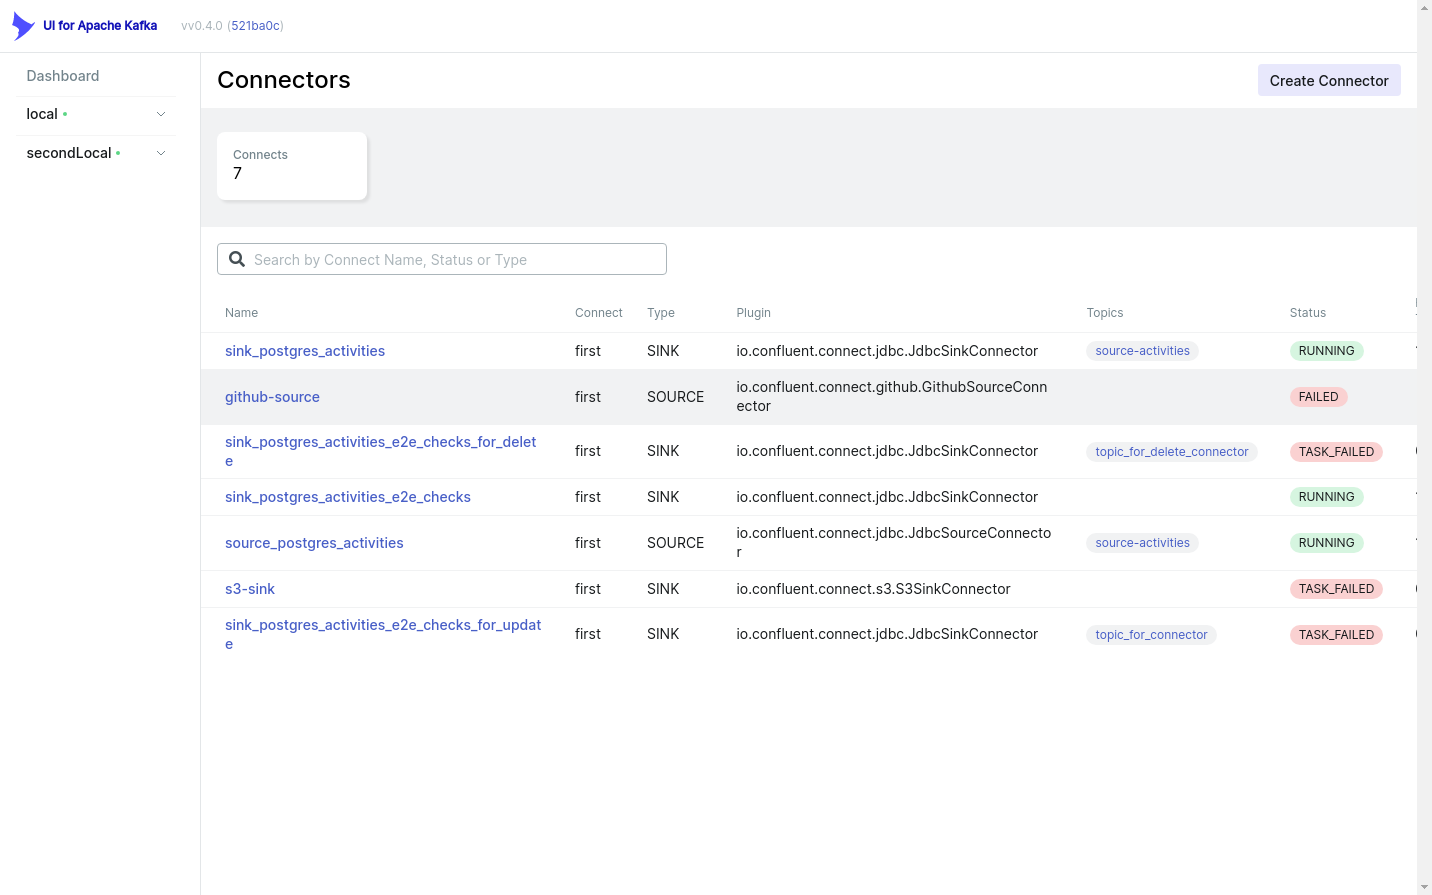 UI for Apache Kafka vv0.4.0 (521ba0c)
Dashboard
local
secondLocal
Connectors
Create Connector
Connects
7
Search by Connect Name, Status or Type
Name Connect Type Plugin Topics Status
sink_postgres_activities first SINK io.confluent.connect.jdbc.JdbcSinkConnector source-activities RUNNING
github-source first SOURCE io.confluent.connect.github.GithubSourceConn
ector FAILED
sink_postgres_activities_e2e_checks_for_delet
e first SINK io.confluent.connect.jdbc.JdbcSinkConnector topic_for_delete_connector TASK_FAILED
sink_postgres_activities_e2e_checks first SINK io.confluent.connect.jdbc.JdbcSinkConnector RUNNING
source_postgres_activities first SOURCE io.confluent.connect.jdbc.JdbcSourceConnecto
r source-activities RUNNING
s3-sink first SINK io.confluent.connect.s3.S3SinkConnector TASK_FAILED
sink_postgres_activities_e2e_checks_for_updat
e first SINK io.confluent.connect.jdbc.JdbcSinkConnector topic_for_connector TASK_FAILED